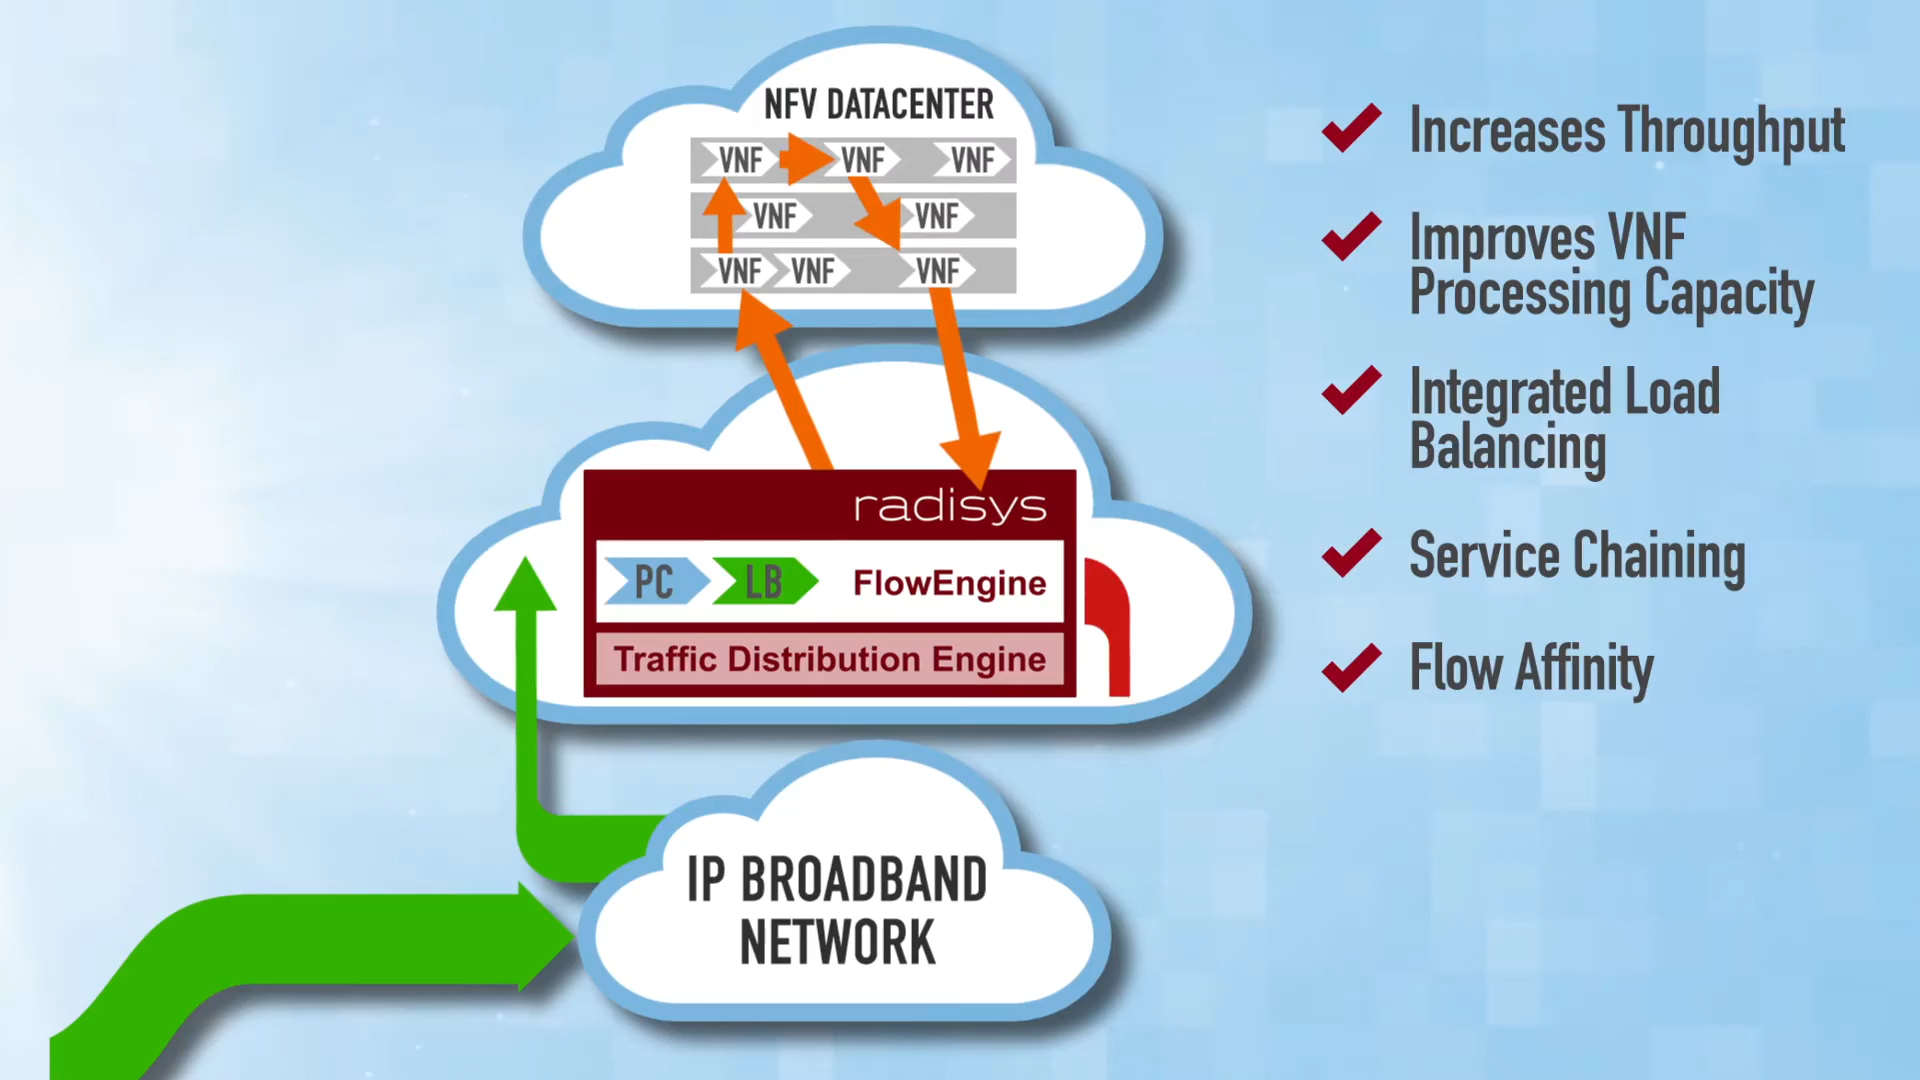 NFV DATACENTER
VNF VNF VNF
VNF VNF
VNF VNF VNF
radisys
PC LB FlowEngine
Traffic Distribution Engine
IP BROADBAND
NETWORK
Increases Throughput
Improves VNF
Processing Capacity
Integrated Load
Balancing
Service Chaining
Flow Affinity